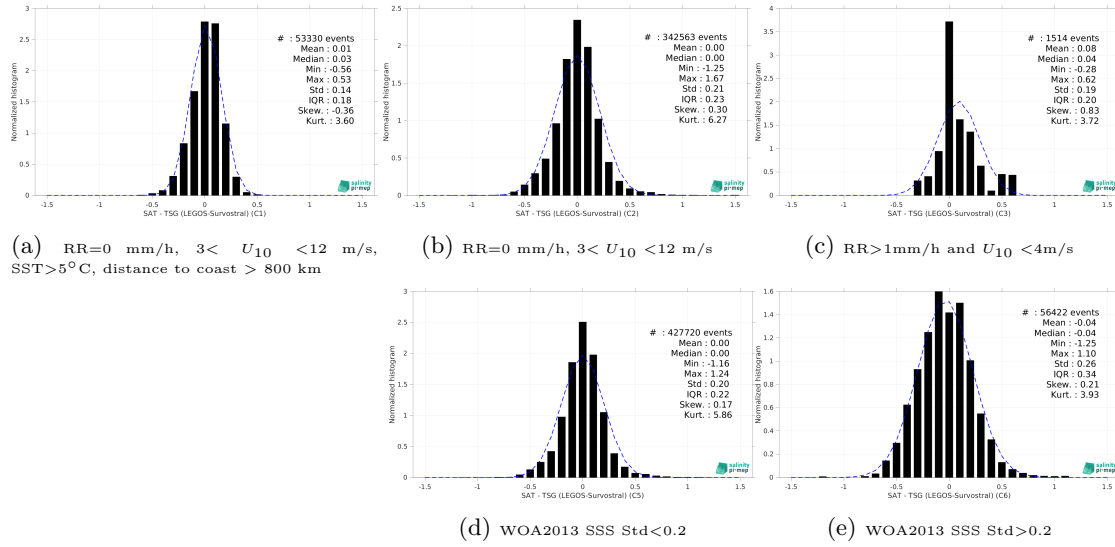 3
2.5
2
1.5
1
0.5
0
Normalized histogram
# : 53330 events
Mean : 0.01
Median : 0.03
Min : -0.56
Max : 0.53
Std : 0.14
IQR : 0.18
Skew. : -0.36
Kurt. : 3.60
salinity
pi-mep
-1.5 -1 -0.5 0 0.5 1 1.5
SAT - TSG (LEGOS-Survostral) (C1)
(a) RR=0 mm/h, 3< U10 <12 m/s,
SST>5°C, distance to coast > 800 km
2.5
2
1.5
1
0.5
0
Normalized histogram
# : 342563 events
Mean : 0.00
Median : 0.00
Min : -1.25
Max : 1.67
Std : 0.21
IQR : 0.23
Skew. : 0.30
Kurt. : 6.27
salinity
pi-mep
-1.5 -1 -0.5 0 0.5 1 1.5
SAT - TSG (LEGOS-Survostral) (C2)
(b) RR=0 mm/h, 3< U10 <12 m/s
4
3.5
3
2.5
2
1.5
1
0.5
0
Normalized histogram
# : 1514 events
Mean : 0.08
Median : 0.04
Min : -0.28
Max : 0.62
Std : 0.19
IQR : 0.20
Skew. : 0.83
Kurt. : 3.72
salinity
pi-mep
-1.5 -1 -0.5 0 0.5 1 1.5
SAT - TSG (LEGOS-Survostral) (C3)
(c) RR>1mm/h and U10 <4m/s
3
2.5
2
1.5
1
0.5
0
Normalized histogram
# : 427720 events
Mean : 0.00
Median : 0.00
Min : -1.16
Max : 1.24
Std : 0.20
IQR : 0.22
Skew. : 0.17
Kurt. : 5.86
salinity
pi-mep
-1.5 -1 -0.5 0 0.5 1 1.5
SAT - TSG (LEGOS-Survostral) (C5)
(d) WOA2013 SSS Std<0.2
1.6
1.4
1.2
1
0.8
0.6
0.4
0.2
0
Normalized histogram
# : 56422 events
Mean : -0.04
Median : -0.04
Min : -1.25
Max : 1.10
Std : 0.26
IQR : 0.34
Skew. : 0.21
Kurt. : 3.93
salinity
pi-mep
-1.5 -1 -0.5 0 0.5 1 1.5
SAT - TSG (LEGOS-Survostral) (C6)
(e) WOA2013 SSS Std>0.2